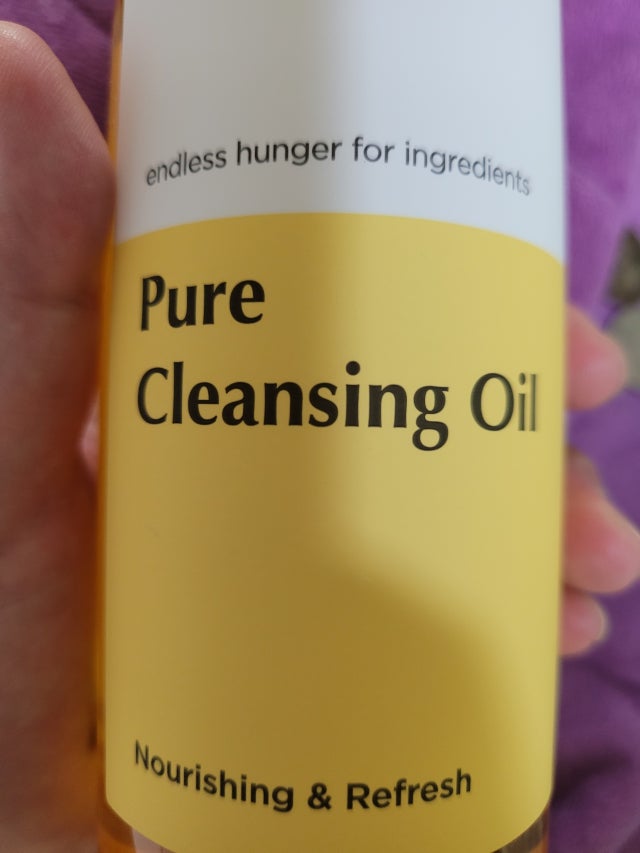 endless hunger for ingredients
Pure
Cleansing Oil
Nourishing & Refresh